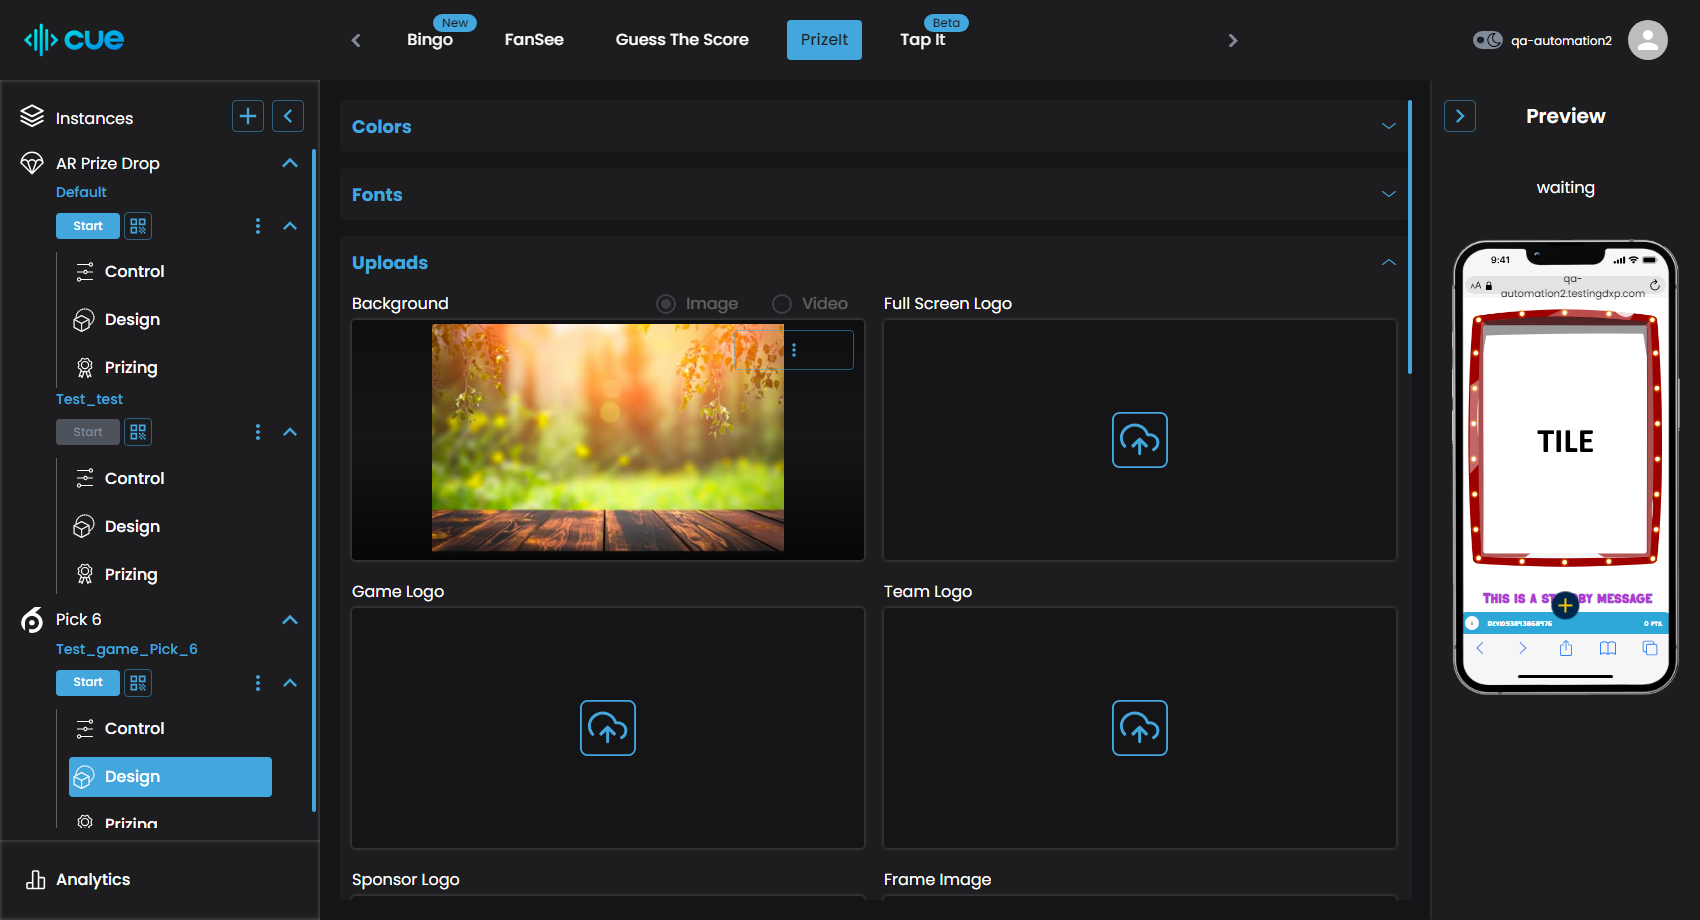 cue
New
Bingo
FanSee
Guess The Score
PrizeIt
Beta
Tap It
qa-automation2
Instances
AR Prize Drop
Default
Start
Control
Design
Prizing
Test_test
Start
Control
Design
Prizing
Pick 6
Test_game_Pick_6
Start
Control
Design
Prizing
Analytics
Colors
Fonts
Uploads
Background
Image
Video
Full Screen Logo
Game Logo
Team Logo
Sponsor Logo
Frame Image
Preview
waiting
9:41
AA
qa-
automation2.testingdxp.com
TILE
THIS IS A ST BY MESSAGE
0 PTS.